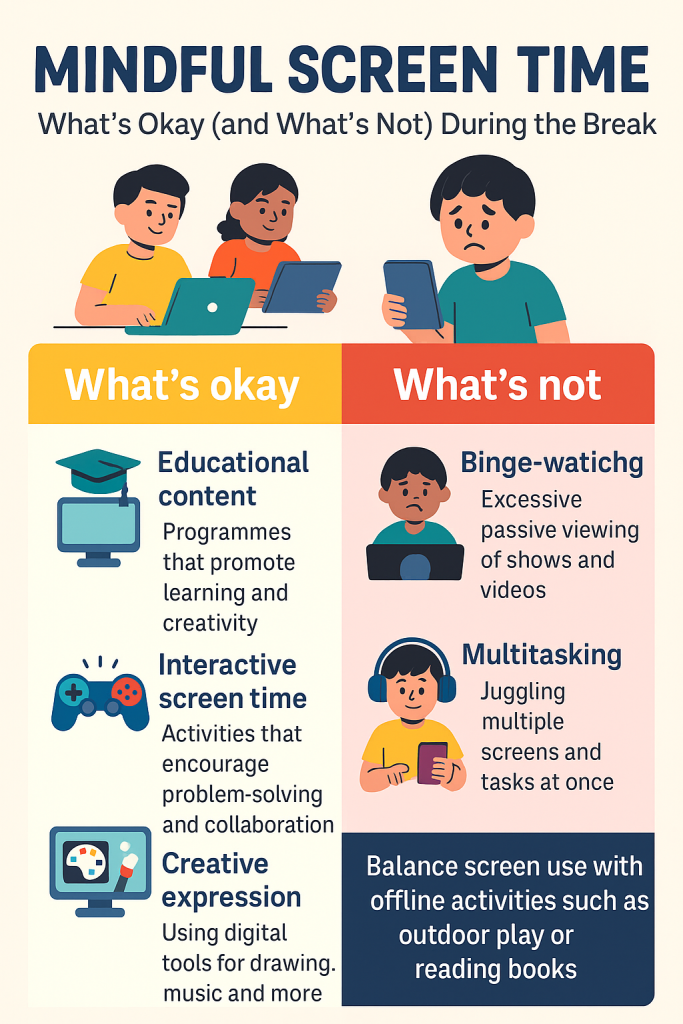 MINDFUL SCREEN TIME
What's Okay (and What's Not) During the Break
What's okay
Educational
content
Programmes
that promote
learning and
creativity
Interactive
screen time
Activities that
encourage
problem-solving
and collaboration
Creative
expression
Using digital
tools for drawing.
music and more
What's not
Binge-watichg
Excessive
passive viewing
of shows and
videos
Multitasking
Juggling
multiple
screens and
tasks at once
Balance screen use with
offline activities such as
outdoor play or
reading books